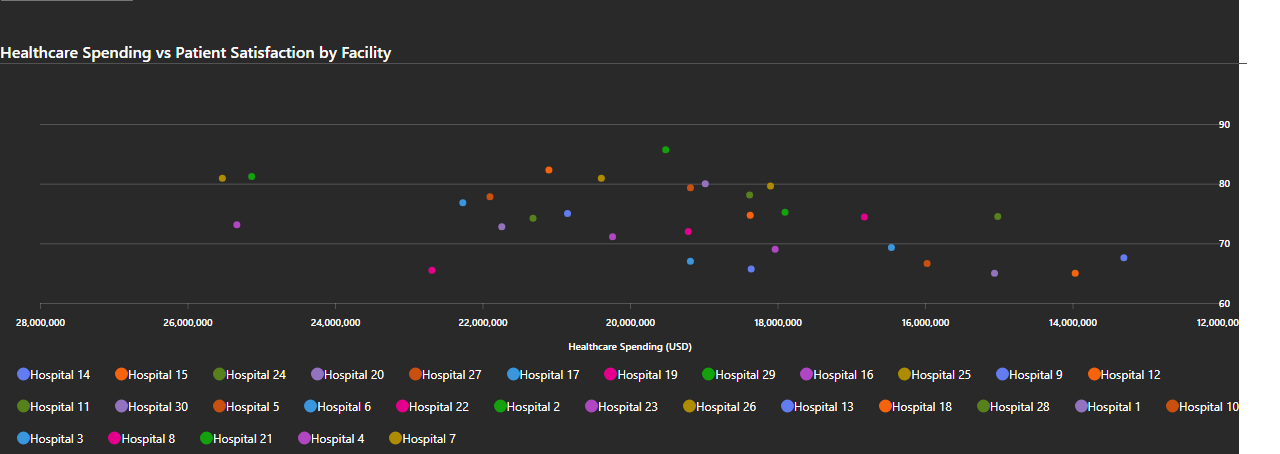 Healthcare Spending vs Patient Satisfaction by Facility
90
80
70
60
28,000,000 26,000,000 24,000,000 22,000,000 20,000,000 18,000,000 16,000,000 14,000,000 12,000,00
Healthcare Spending (USD)
Hospital 14 Hospital 15 Hospital 24 Hospital 20 Hospital 27 Hospital 17 Hospital 19 Hospital 29 Hospital 16 Hospital 25 Hospital 9 Hospital 12
Hospital 11 Hospital 30 Hospital 5 Hospital 6 Hospital 22 Hospital 2 Hospital 23 Hospital 26 Hospital 13 Hospital 18 Hospital 28 Hospital 1 Hospital 10
Hospital 3 Hospital 8 Hospital 21 Hospital 4 Hospital 7